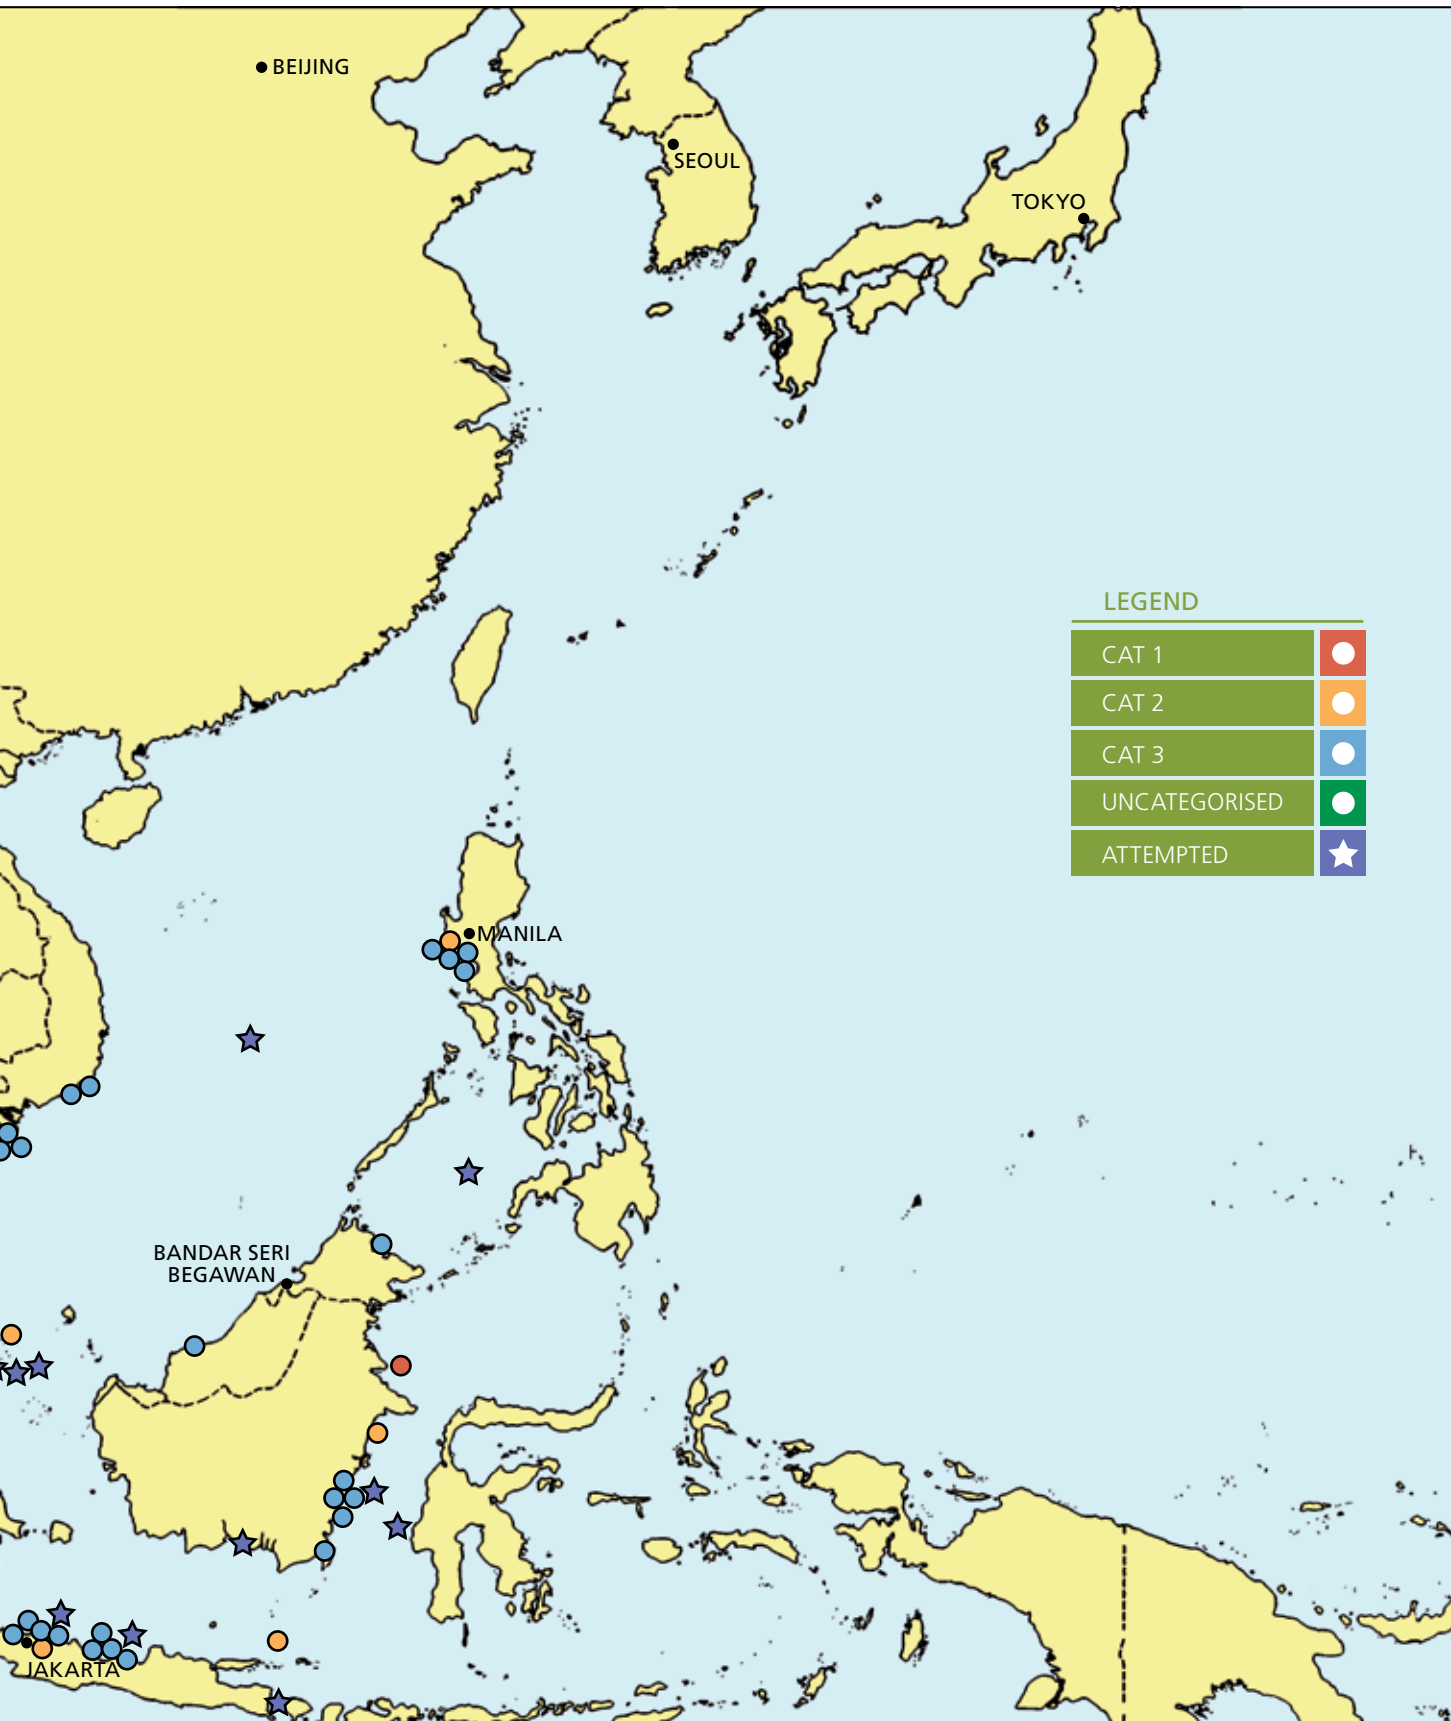 BEIJING
SEOUL
TOKYO
LEGEND
CAT 1
CAT 2
CAT 3
UNCATEGORISED
ATTEMPTED
MANILA
BANDAR SERI
BEGAWAN
JAKARTA